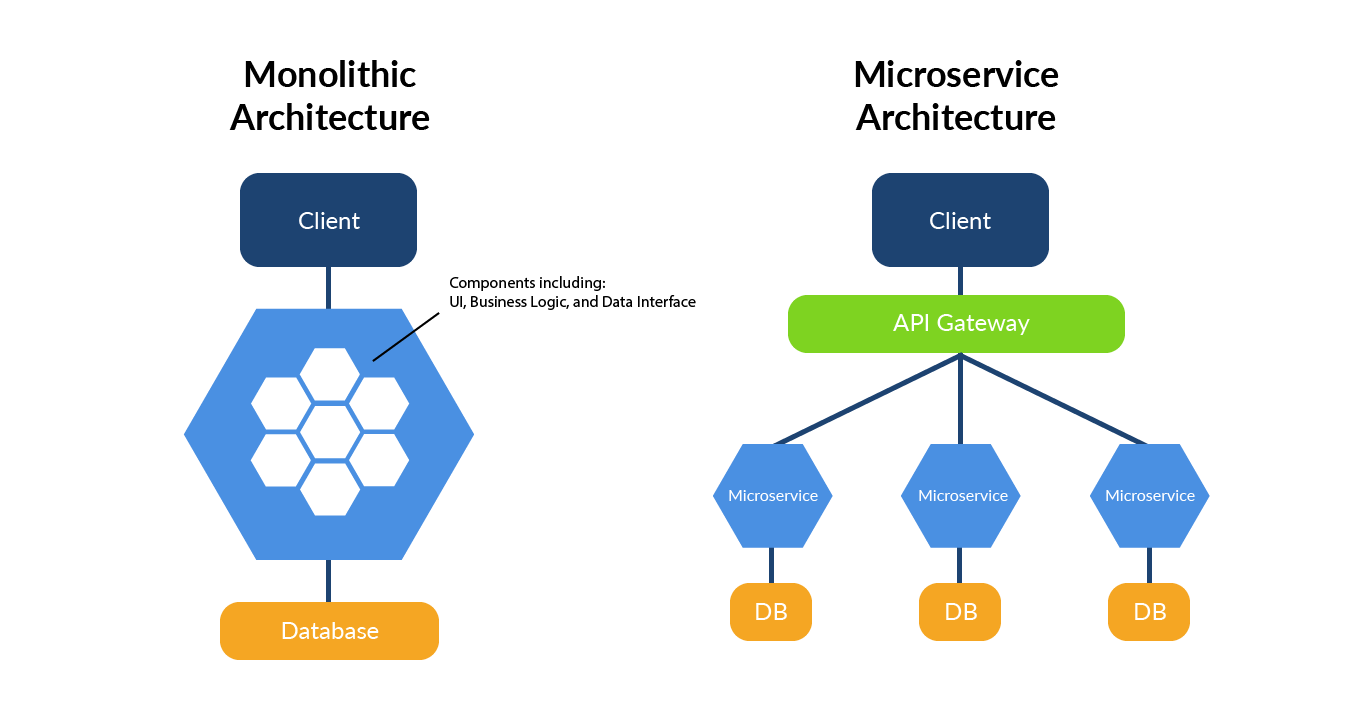 Monolithic
Architecture
Client
Components including:
UI, Business Logic, and Data Interface
Database
Microservice
Architecture
Client
API Gateway
Microservice
Microservice
Microservice
DB
DB
DB